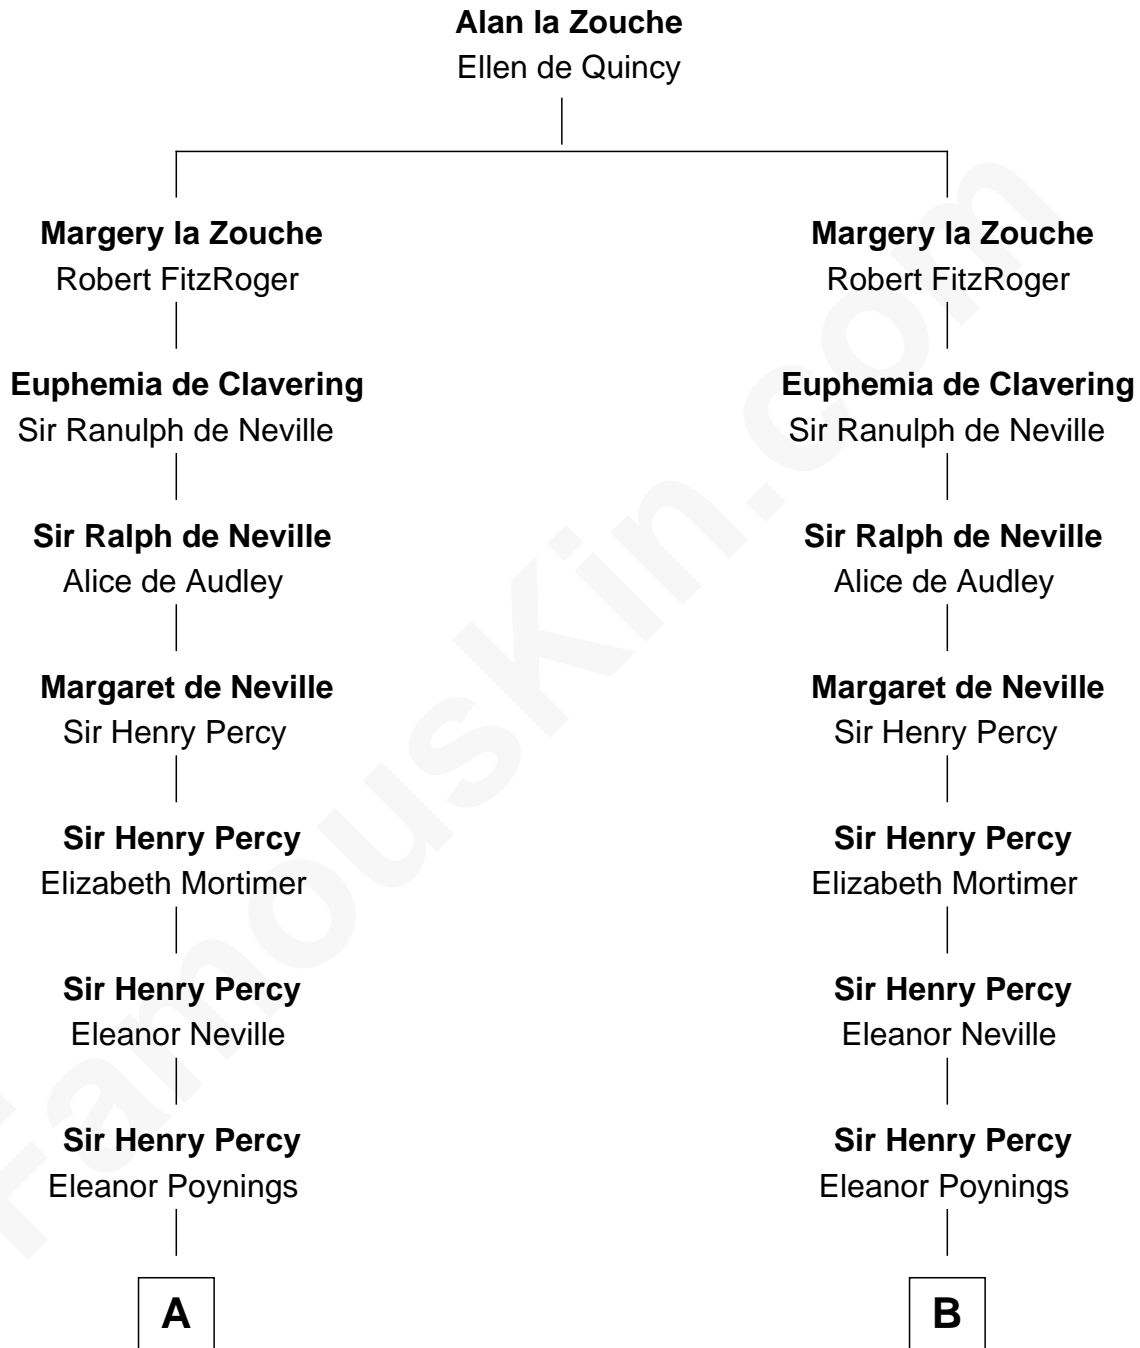 Alan la Zouche
Ellen de Quincy
Margery la Zouche Margery la Zouche
Robert FitzRoger Robert FitzRoger
Euphemia de Clavering Euphemia de Clavering
Sir Ranulph de Neville Sir Ranulph de Neville
Sir Ralph de Neville Sir Ralph de Neville
Alice de Audley Alice de Audley
Margaret de Neville Margaret de Neville
Sir Henry Percy Sir Henry Percy
Sir Henry Percy Sir Henry Percy
Elizabeth Mortimer Elizabeth Mortimer
Sir Henry Percy Sir Henry Percy
Eleanor Neville Eleanor Neville
Sir Henry Percy Sir Henry Percy
Eleanor Poynings Eleanor Poynings
A B
FamousKin.com